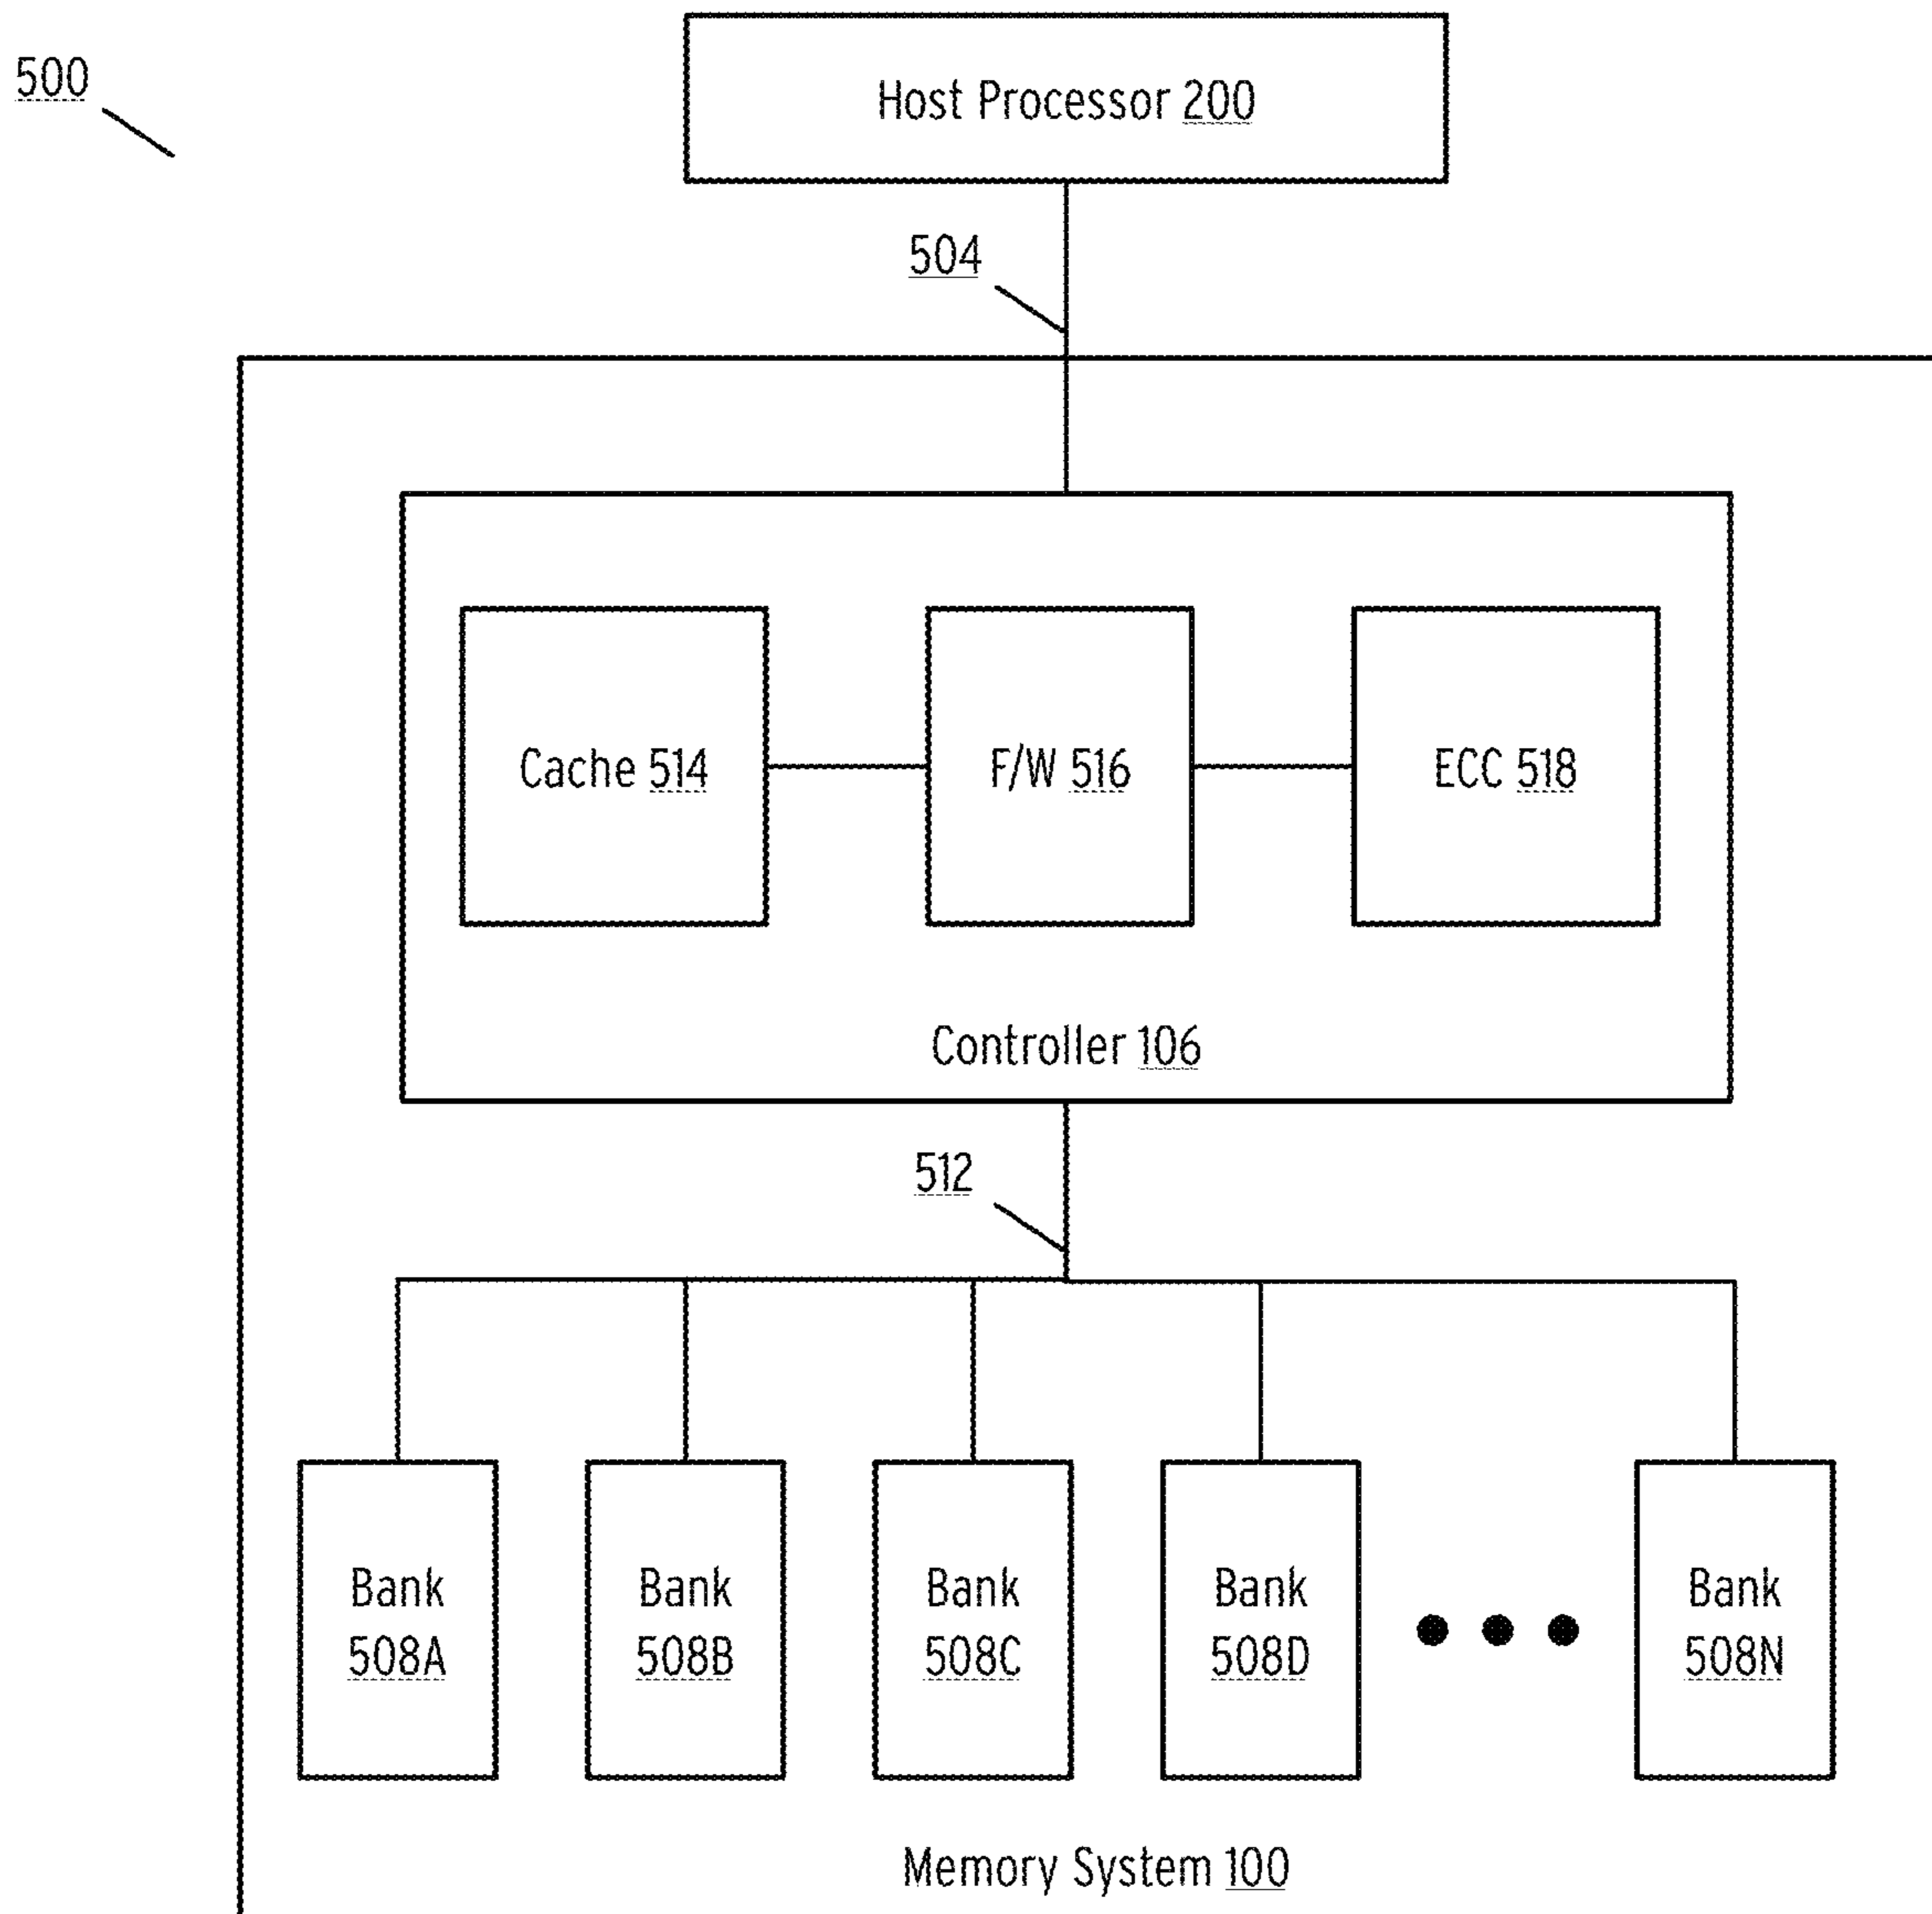 500
Host Processor 200
504
Cache 514
F/W 516
ECC 518
Controller 106
512
Bank
508A
Bank
508B
Bank
508C
Bank
508D
Bank
508N
Memory System 100